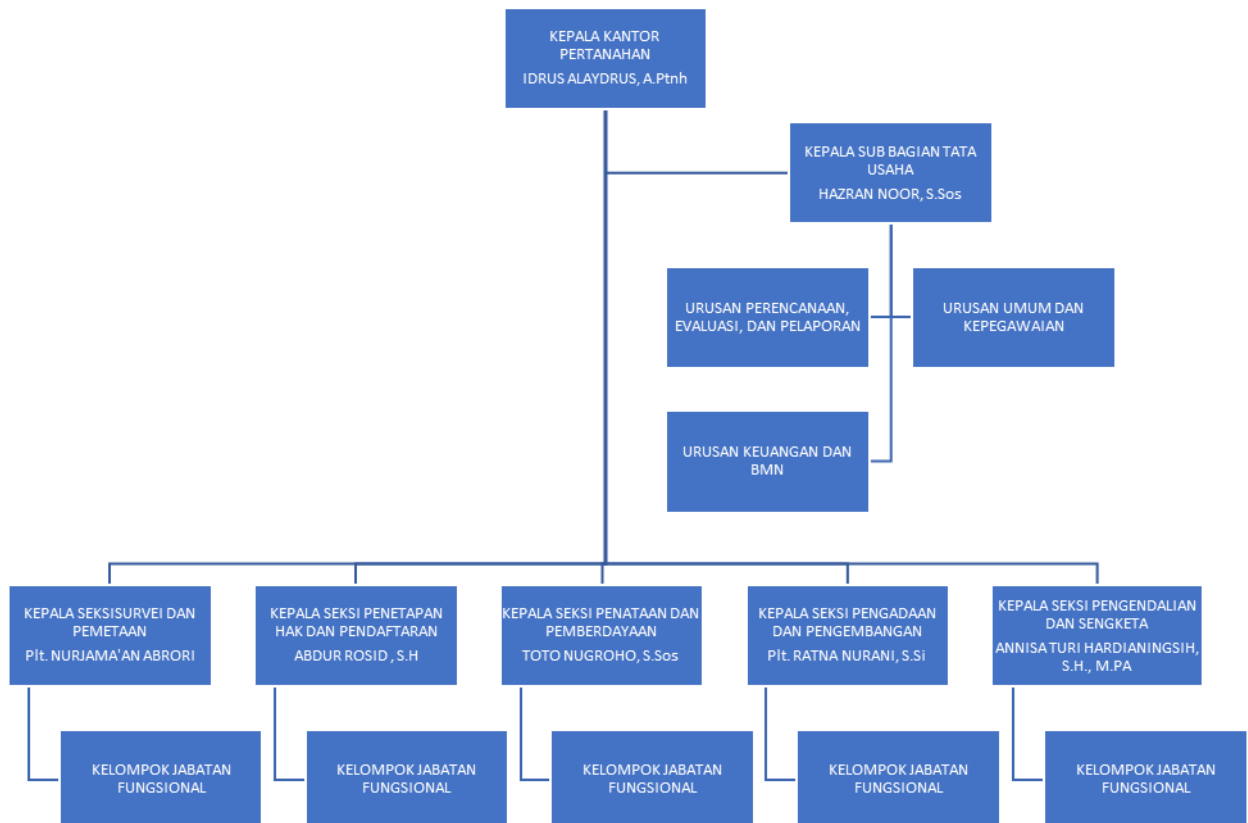 KEPALA KANTOR
PERTANAHAN
IDRUS ALAYDRUS, A.Ptnh
KEPALA SUB BAGIAN TATA
USAHA
HAZRAN NOOR, S.Sos
URUSAN PERENCANAAN,
EVALUASI, DAN PELAPORAN
URUSAN UMUM DAN
KEPEGAWAIAN
URUSAN KEUANGAN DAN
BMN
KEPALA SEKSISURVEI DAN
PEMETAAN
Plt. NURJAMA'AN ABRORI
KEPALA SEKSI PENETAPAN
HAK DAN PENDAFTARAN
ABDUR ROSID , S.H
KEPALA SEKSI PENATAAN DAN
PEMBERDAYAAN
TOTO NUGROHO, S.Sos
KEPALA SEKSI PENGADAAN
DAN PENGEMBANGAN
Plt. RATNA NURANI, S.Si
KEPALA SEKSI PENGENDALIAN
DAN SENGKETA
ANNISA TURI HARDIANINGSIH,
S.H., M.PA
KELOMPOK JABATAN
FUNGSIONAL
KELOMPOK JABATAN
FUNGSIONAL
KELOMPOK JABATAN
FUNGSIONAL
KELOMPOK JABATAN
FUNGSIONAL
KELOMPOK JABATAN
FUNGSIONAL